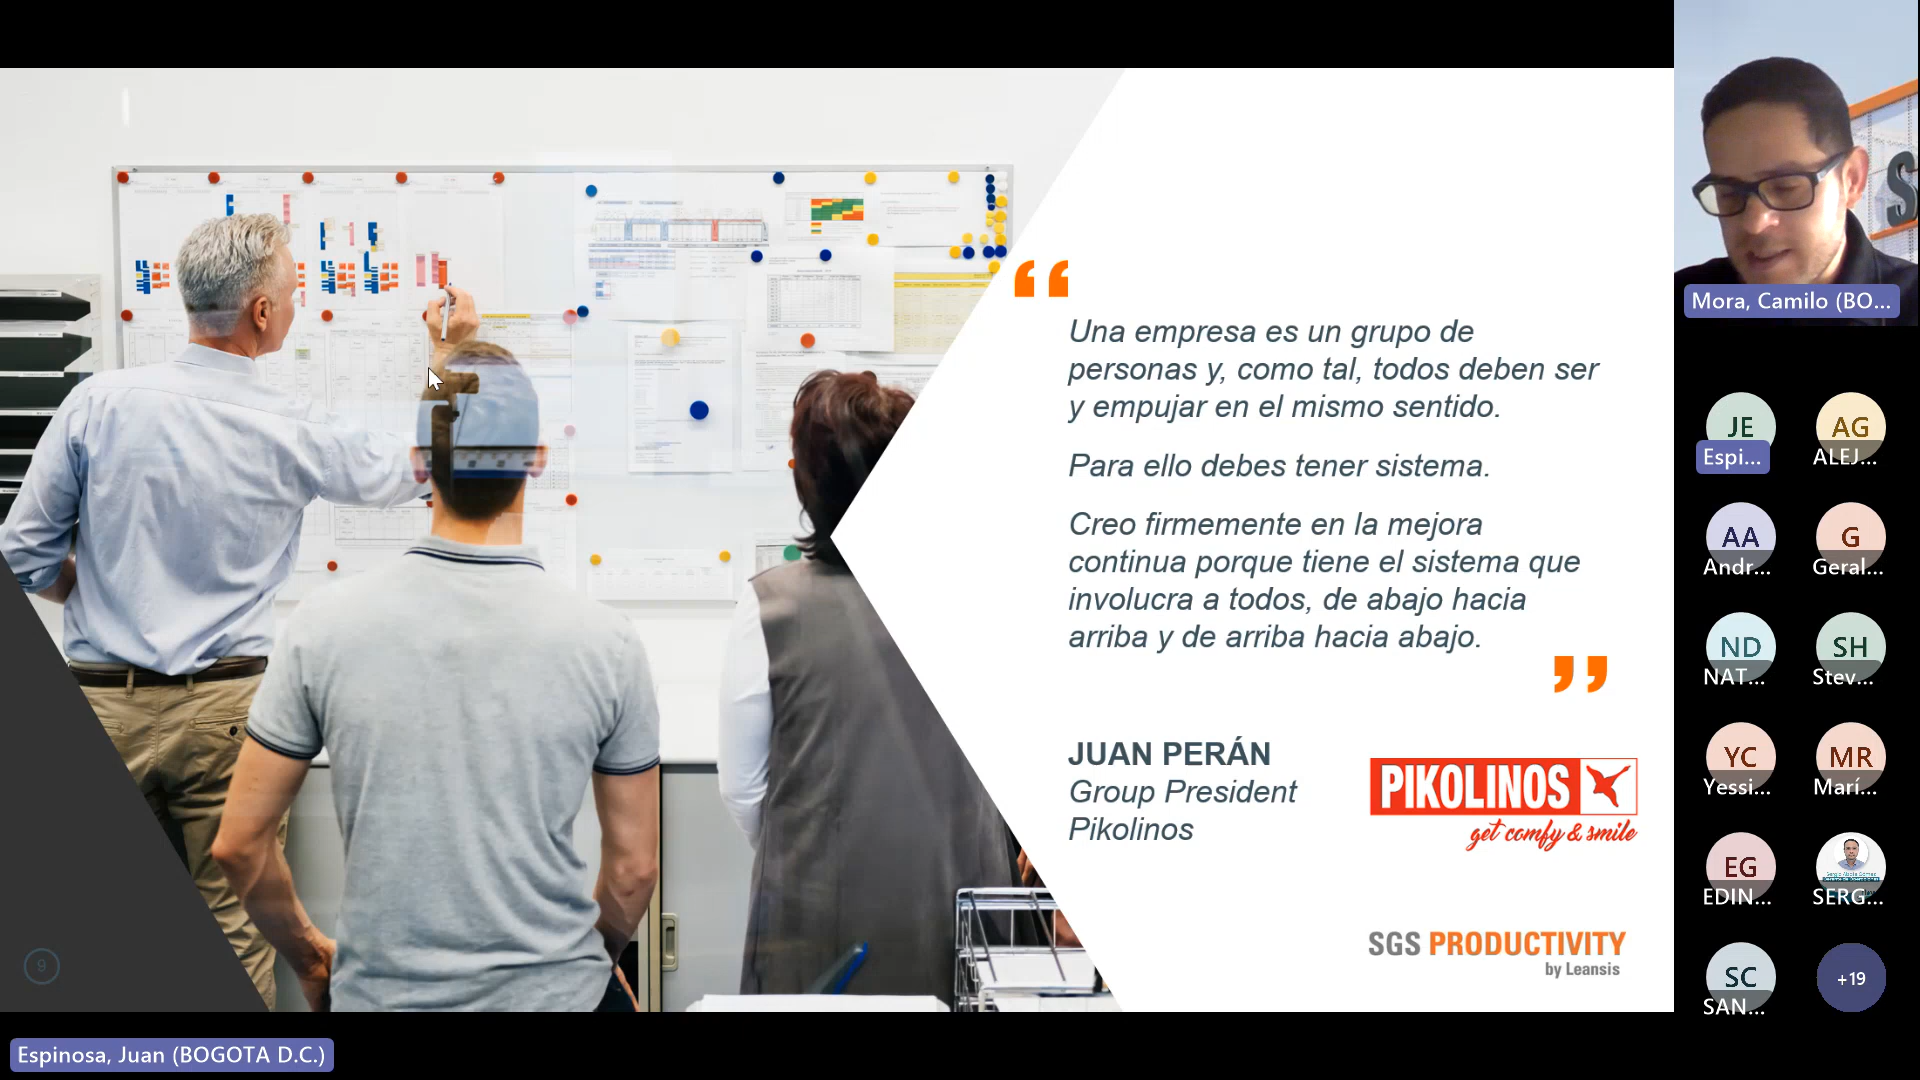 “
Una empresa es un grupo de
personas y, como tal, todos deben ser
y empujar en el mismo sentido.
Para ello debes tener sistema.
Creo firmemente en la mejora
continua porque tiene el sistema que
involucra a todos, de abajo hacia
arriba y de arriba hacia abajo.
”
JUAN PERÁN
Group President
Pikolinos
PIKOLINOS
get comfy & smile
SGS PRODUCTIVITY
by Leansis
9
Espinosa, Juan (BOGOTA D.C.)
S
Mora, Camilo (BO...
JE
Espi...
AG
ALEJ...
AA
Andr...
G
Geral...
ND
NAT...
SH
Stev...
YC
Yessi...
MR
Marí...
EG
EDIN...
SERG...
SC
SAN...
+19